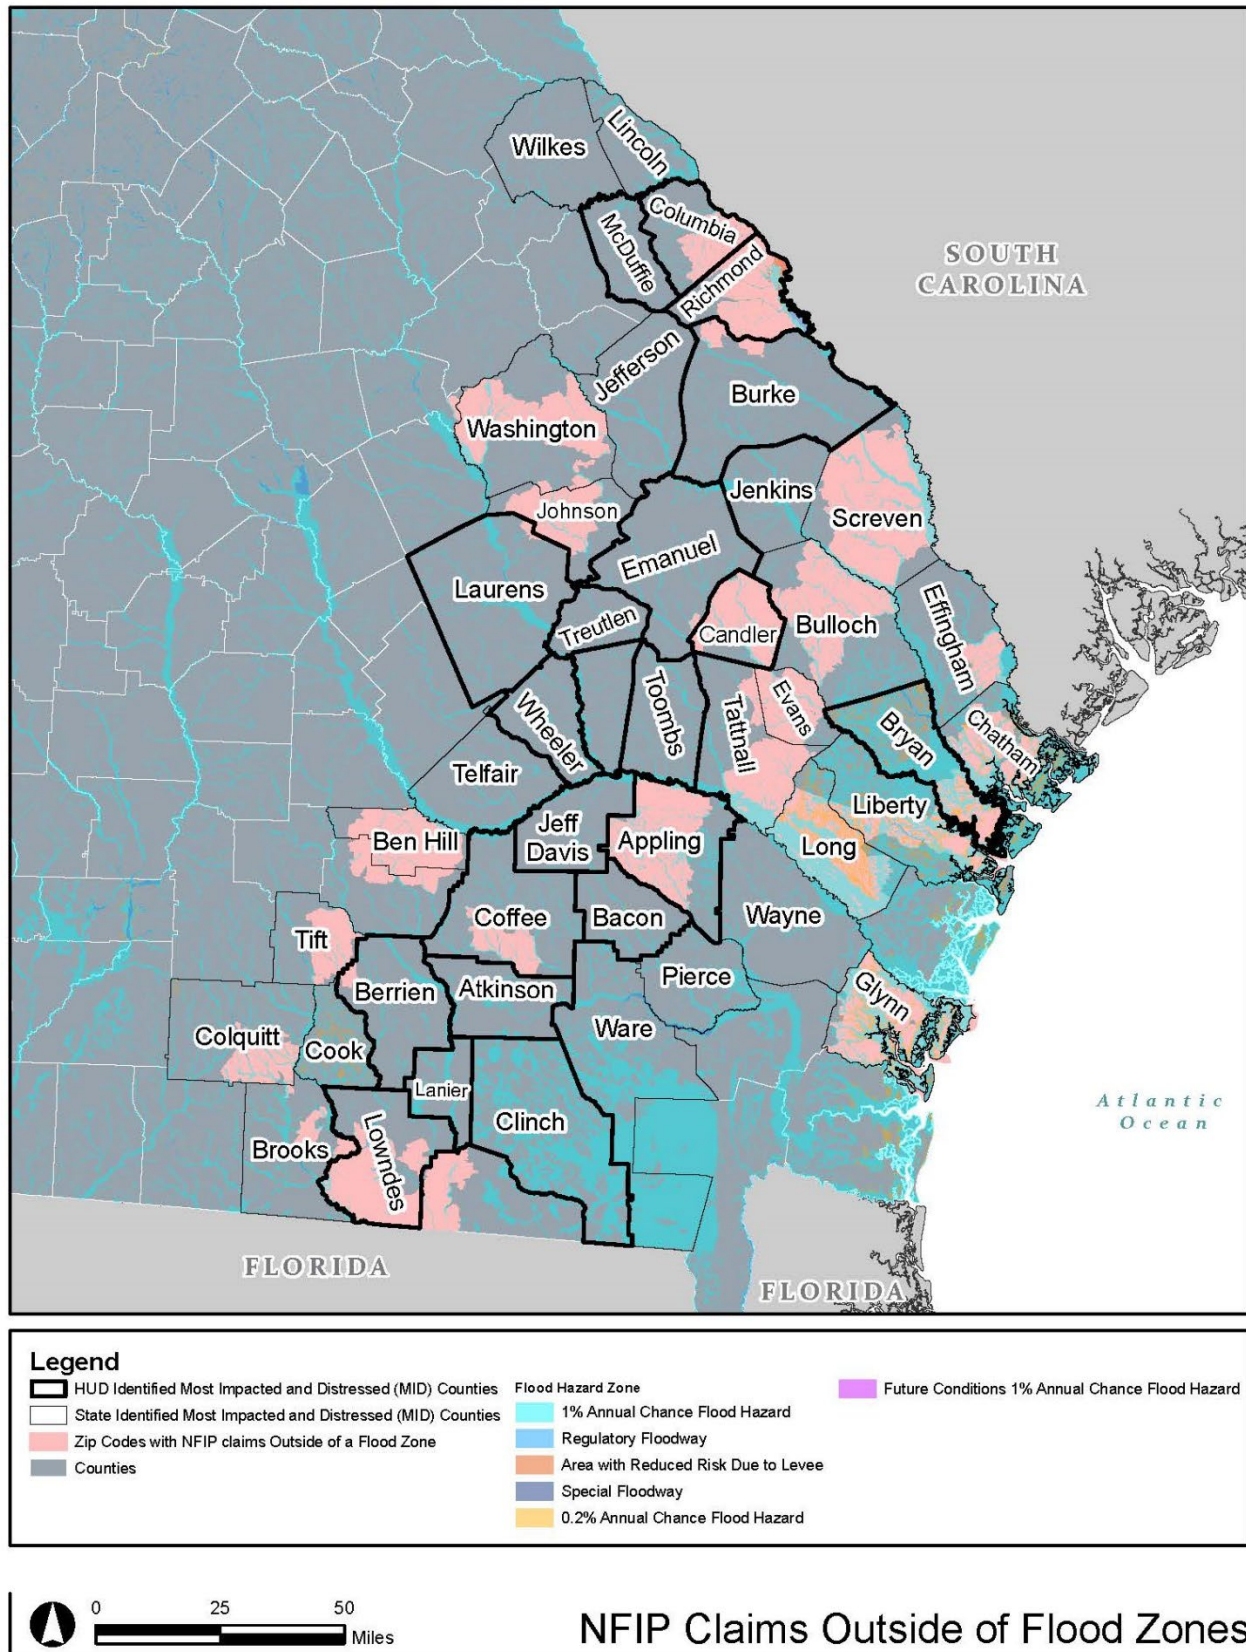 Wilkes
Lincoln
Columbia
McDuffie
Richmond
SOUTH
CAROLINA
Jefferson
Burke
Washington
Jenkins
Johnson
Screven
Emanuel
Laurens
Effingham
Treutlen
Candler
Bulloch
Toombs
Tattnall
Evans
Wheeler
Bryan
Chatham
Telfair
Liberty
Jeff
Davis
Appling
Long
Ben Hill
Coffee
Bacon
Wayne
Tift
Pierce
Berrien
Atkinson
Glynn
Colquitt
Cook
Ware
Lanier
Clinch
Atlantic
Ocean
Brooks
Lowndes
FLORIDA
FLORIDA
Legend
HUD Identified Most Impacted and Distressed (MID) Counties
State Identified Most Impacted and Distressed (MID) Counties
Zip Codes with NFIP claims Outside of a Flood Zone
Counties
Flood Hazard Zone
1% Annual Chance Flood Hazard
Regulatory Floodway
Area with Reduced Risk Due to Levee
Special Floodway
0.2% Annual Chance Flood Hazard
Future Conditions 1% Annual Chance Flood Hazard
0 25 50
Miles
NFIP Claims Outside of Flood Zones